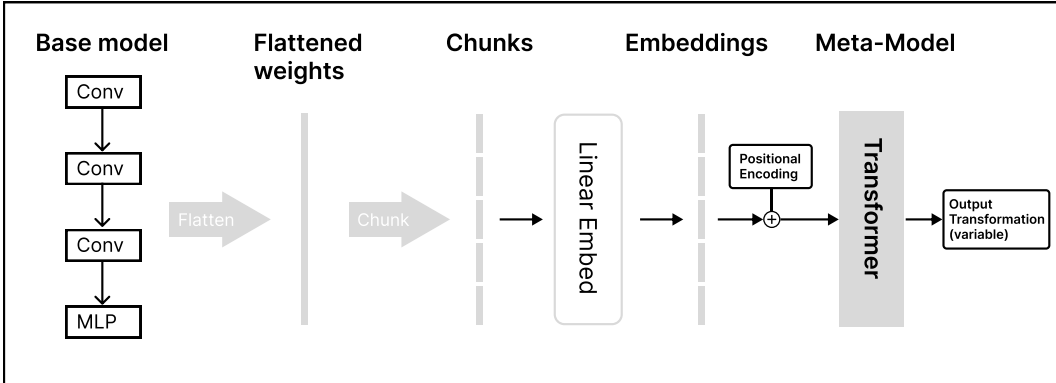 Base model
Flattened
weights
Chunks
Embeddings
Meta-Model
Conv
Conv
Conv
MLP
Flatten
Chunk
Linear Embed
Positional
Encoding
+
Transformer
Output
Transformation
(variable)